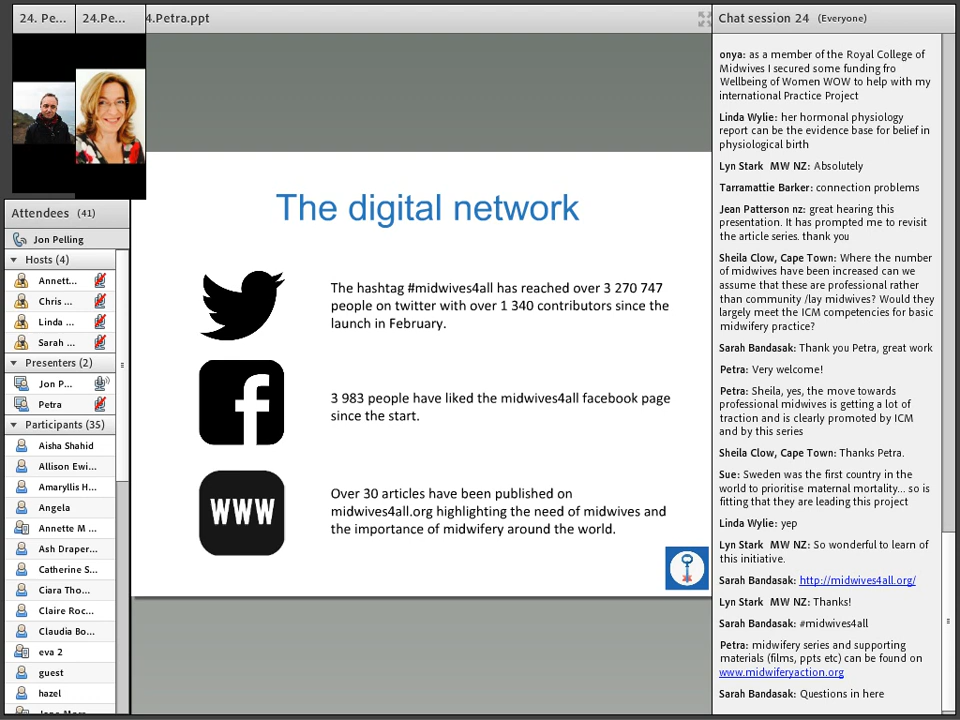 24. Pe...
24.Pe...
4.Petra.ppt
Chat session 24 (Everyone)
Attendees (41)
Jon Pelling
Hosts (4)
Annett...
Chris ...
Linda ...
Sarah ...
Presenters (2)
Jon P...
Petra
Participants (35)
Aisha Shahid
Allison Ewi...
Amaryllis H...
Angela
Annette M ...
Ash Draper...
Catherine S...
Ciara Tho...
Claire Roc...
Claudia Bo...
eva 2
guest
hazel
The digital network
The hashtag #midwives4all has reached over 3 270 747
people on twitter with over 1 340 contributors since the
launch in February.
3 983 people have liked the midwives4all facebook page
since the start.
WWW
Over 30 articles have been published on
midwives4all.org highlighting the need of midwives and
the importance of midwifery around the world.
onya: as a member of the Royal College of
Midwives I secured some funding fro
Wellbeing of Women WOW to help with my
international Practice Project
Linda Wylie: her hormonal physiology
report can be the evidence base for belief in
physiological birth
Lyn Stark MW NZ: Absolutely
Tarramattie Barker: connection problems
Jean Patterson nz: great hearing this
presentation. It has prompted me to revisit
the article series. thank you
Sheila Clow, Cape Town: Where the number
of midwives have been increased can we
assume that these are professional rather
than community /lay midwives? Would they
largely meet the ICM competencies for basic
midwifery practice?
Sarah Bandasak: Thank you Petra, great work
Petra: Very welcome!
Petra: Sheila, yes, the move towards
professional midwives is getting a lot of
traction and is clearly promoted by ICM
and by this series
Sheila Clow, Cape Town: Thanks Petra.
Sue: Sweden was the first country in the
world to prioritise maternal mortality... so is
fitting that they are leading this project
Linda Wylie: yep
Lyn Stark MW NZ: So wonderful to learn of
this initiative.
Sarah Bandasak: http://midwives4all.org/
Lyn Stark MW NZ: Thanks!
Sarah Bandasak: #midwives4all
Petra: midwifery series and supporting
materials (films, ppts etc) can be found on
www.midwiferyaction.org
Sarah Bandasak: Questions in here